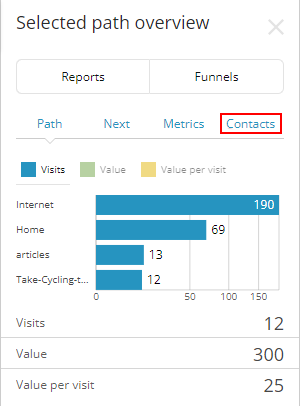 Selected path overview
Reports Funnels
Path Next Metrics Contacts
Visits Value Value per visit
Internet 190
Home 69
articles 13
Take-Cycling-t... 12
0 50 100 150
Visits 12
Value 300
Value per visit 25